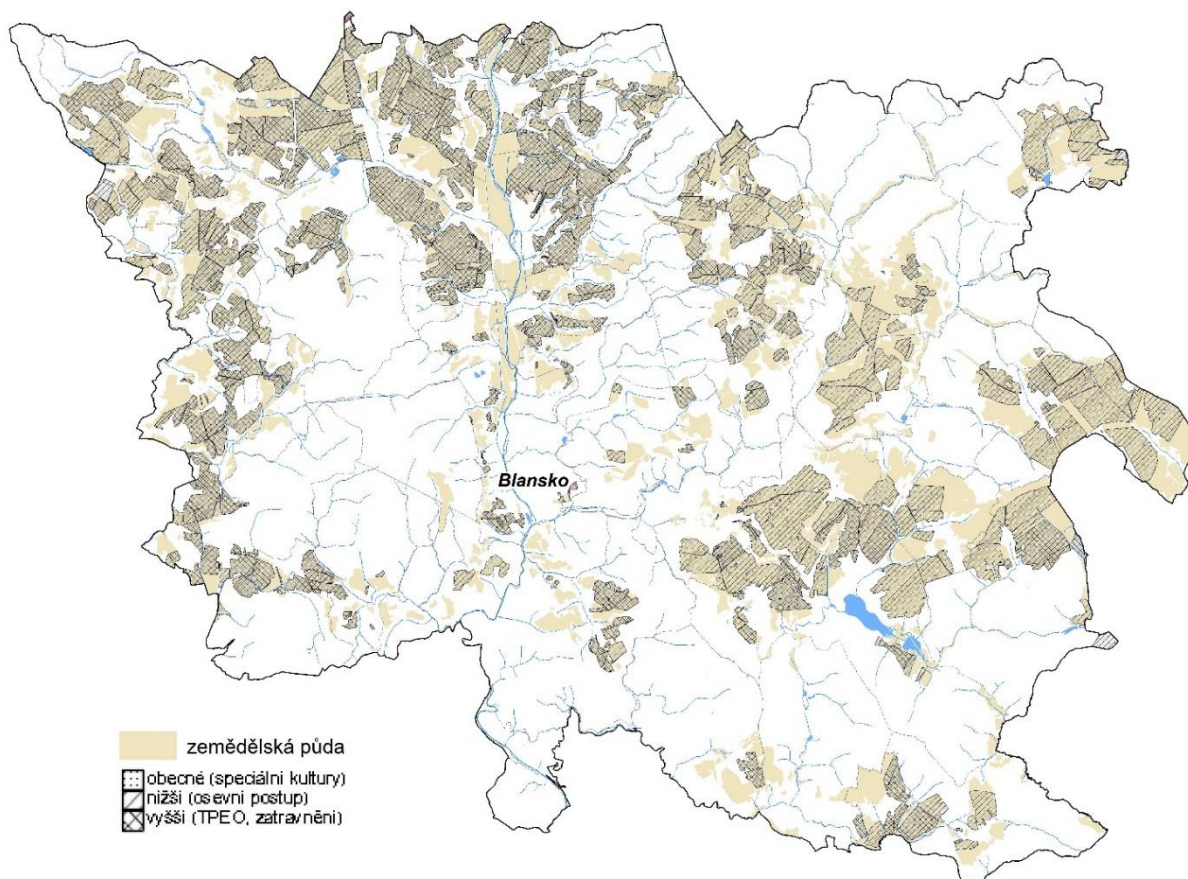 Blansko
zemědělská půda
obecné (speciální kultury)
nižší (osevní postup)
vyšší (TPEO, zatravnění)